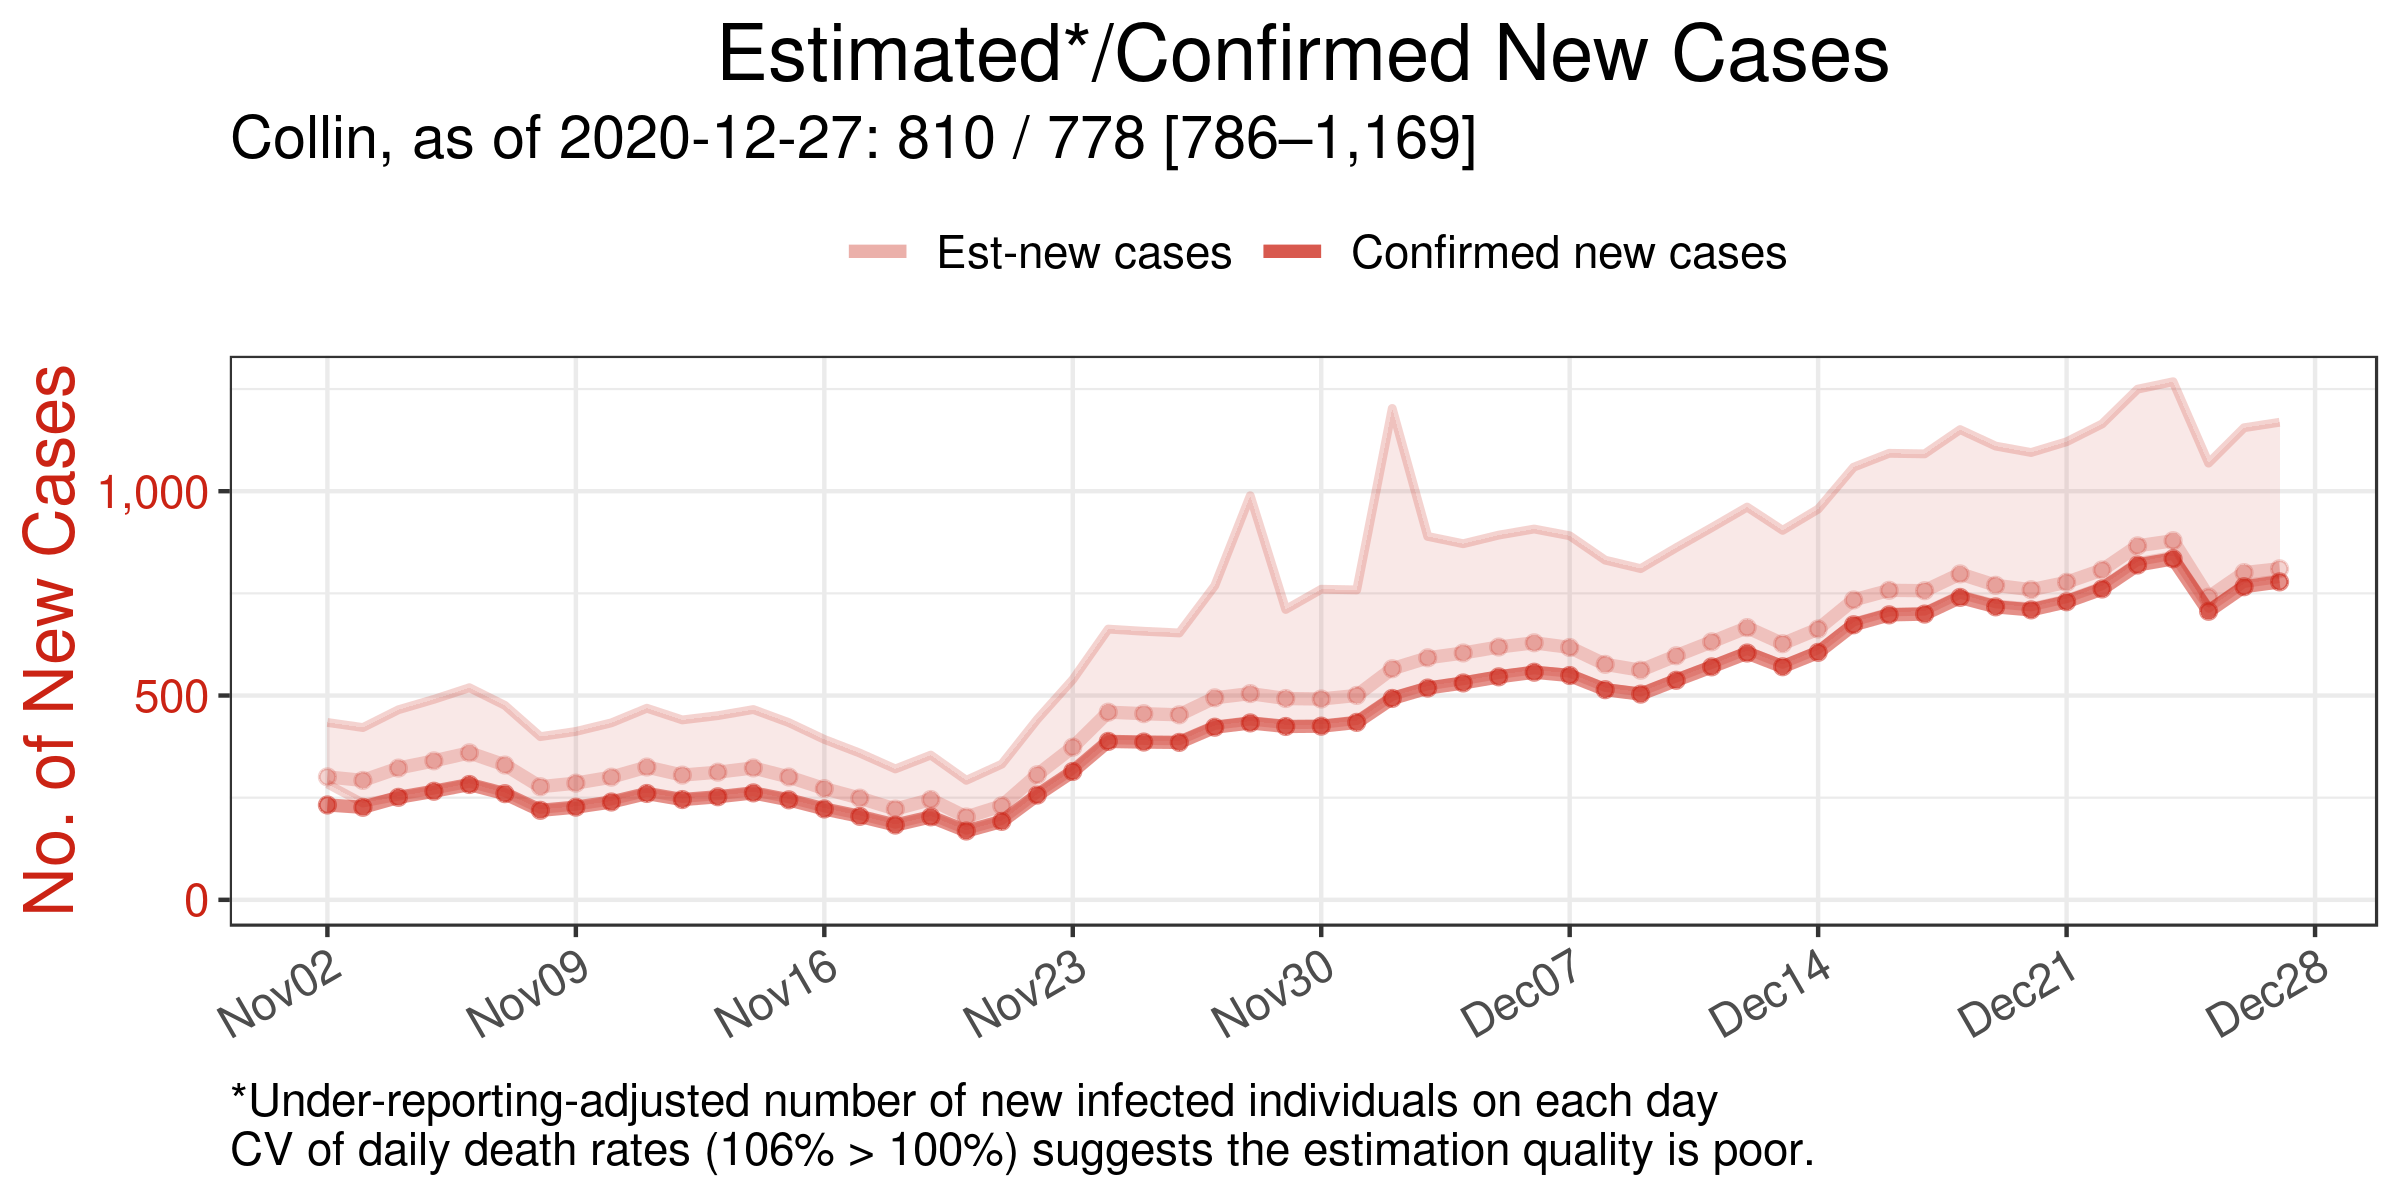 Estimated*/Confirmed New Cases
Collin, as of 2020-12-27: 810 / 778 [786–1,169]
Est-new cases
Confirmed new cases
No. of New Cases
1,000
500
0
Nov02
Nov09
Nov16
Nov23
Nov30
Dec07
Dec14
Dec21
Dec28
*Under-reporting-adjusted number of new infected individuals on each day
CV of daily death rates (106% > 100%) suggests the estimation quality is poor.